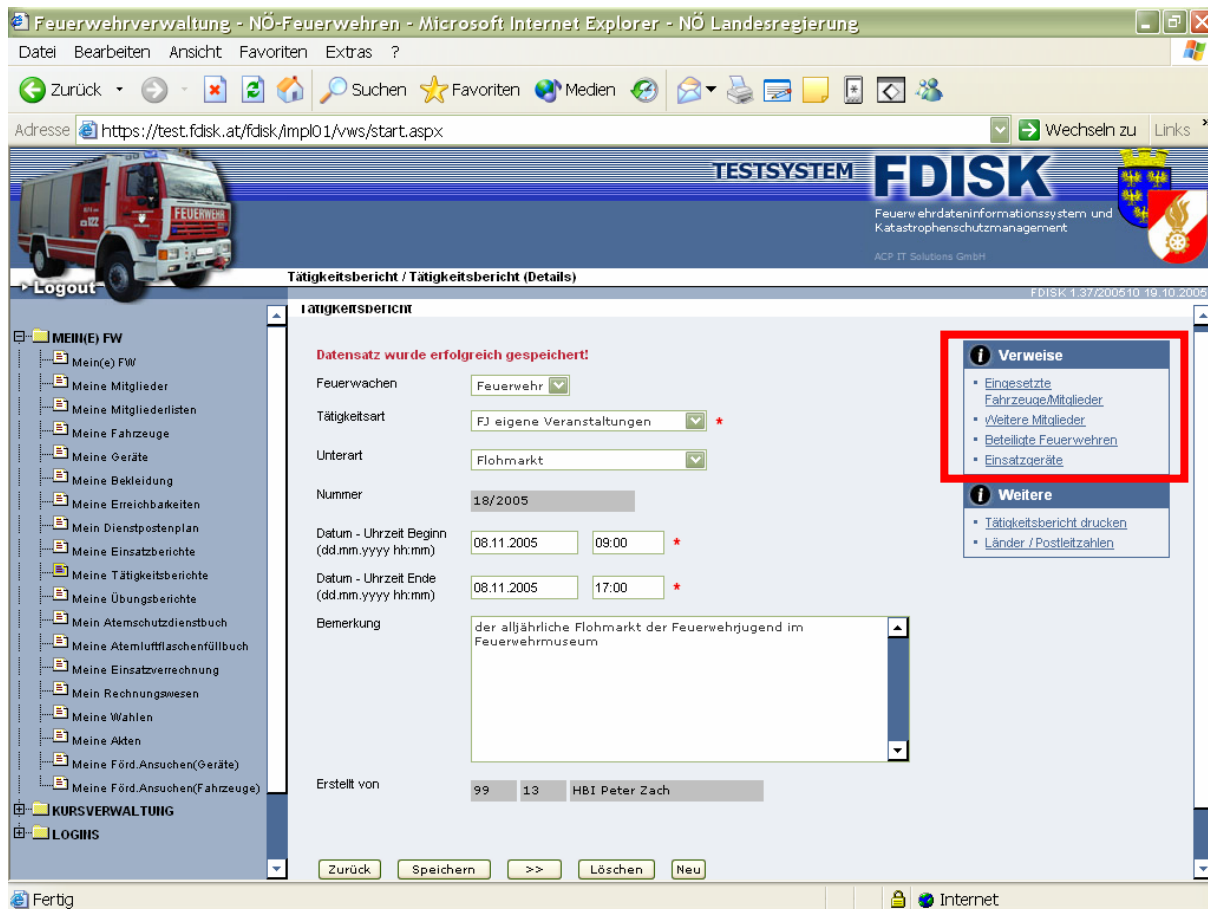 Feuerwehrverwaltung - NÖ-Feuerwehren - Microsoft Internet Explorer - NÖ Landesregierung
Datei Bearbeiten Ansicht Favoriten Extras ?
Zurück Suchen Favoriten Medien
Adresse https://test.fdisk.at/fdisk/impl01/vws/start.aspx Wechseln zu Links
TESTSYSTEM FDISK
Feuerwehrdateninformationssystem und
Katastrophenschutzmanagement
ACP IT Solutions GmbH
FEUERWEHR
122
Logout
Tätigkeitsbericht / Tätigkeitsbericht (Details)
FDISK 1.37/200510 19.10.2005
Tätigkeitsbericht
MEIN(E) FW
Mein(e) FW
Meine Mitglieder
Meine Mitgliederlisten
Meine Fahrzeuge
Meine Geräte
Meine Bekleidung
Meine Erreichbarkeiten
Mein Dienstpostenplan
Meine Einsatzberichte
Meine Tätigkeitsberichte
Meine Übungsberichte
Mein Atemschutzdienstbuch
Meine Atemluftflaschenfüllbuch
Meine Einsatzverrechnung
Mein Rechnungswesen
Meine Wahlen
Meine Akten
Meine Förd.Ansuchen(Geräte)
Meine Förd.Ansuchen(Fahrzeuge)
KURSVERWALTUNG
LOGINS
Datensatz wurde erfolgreich gespeichert!
Feuerwachen Feuerwehr
Tätigkeitsart FJ eigene Veranstaltungen *
Unterart Flohmarkt
Nummer 18/2005
Datum - Uhrzeit Beginn
(dd.mm.yyyy hh:mm) 08.11.2005 09:00 *
Datum - Uhrzeit Ende
(dd.mm.yyyy hh:mm) 08.11.2005 17:00 *
Bemerkung der alljährliche Flohmarkt der Feuerwehrjugend im
Feuerwehrmuseum
Erstellt von 99 13 HBI Peter Zach
Zurück Speichern >> Löschen Neu
Verweise
Eingesetzte
Fahrzeuge/Mitglieder
Weitere Mitglieder
Beteiligte Feuerwehren
Einsatzgeräte
Weitere
Tätigkeitsbericht drucken
Länder / Postleitzahlen
Fertig Internet